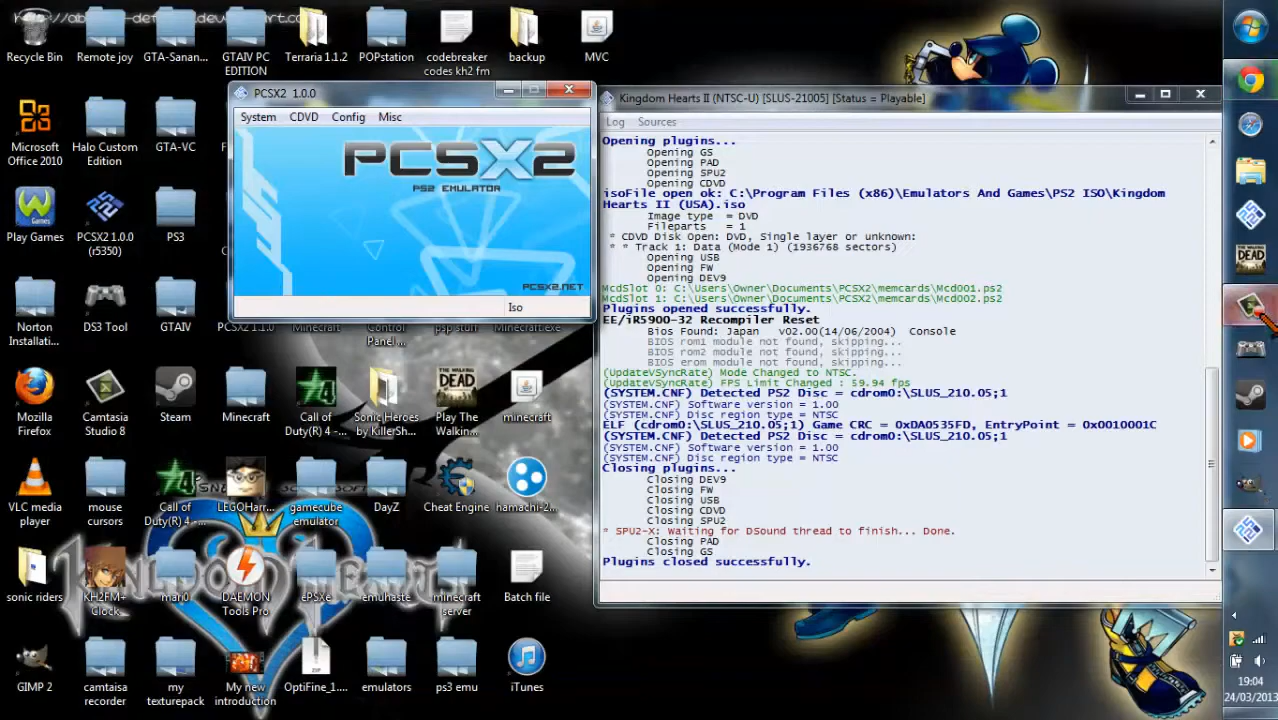 Recycle Bin
Remote joy
GTA-Sanan...
GTAIV PC
EDITION
Terraria 1.1.2
POPstation
codebreaker
codes kh2 fm
backup
MVC
PCSX2 1.0.0
System CDVD Config Misc
PCSX2
PS2 EMULATOR
PCSX2.NET
Iso
Kingdom Hearts II (NTSC-U) [SLUS-21005] [Status = Playable]
Log Sources
Opening plugins...
Opening GS
Opening PAD
Opening SPU2
Opening CDVD
isoFile open ok: C:\Program Files (x86)\Emulators And Games\PS2 ISO\Kingdom
Hearts II (USA).iso
Image type = DVD
Fileparts = 1
* CDVD Disk Open: DVD, Single layer or unknown:
* * Track 1: Data (Mode 1) (1936768 sectors)
Opening USB
Opening FW
Opening DEV9
McdSlot 0: C:\Users\Owner\Documents\PCSX2\memcards\Mcd001.ps2
McdSlot 1: C:\Users\Owner\Documents\PCSX2\memcards\Mcd002.ps2
Plugins opened successfully.
EE/iR5900-32 Recompiler Reset
Bios Found: Japan v02.00(14/06/2004) Console
BIOS rom1 module not found, skipping...
BIOS rom2 module not found, skipping...
BIOS erom module not found, skipping...
(UpdateVSyncRate) Mode Changed to NTSC.
(UpdateVSyncRate) FPS Limit Changed : 59.94 fps
(SYSTEM.CNF) Detected PS2 Disc = cdrom0:\SLUS_210.05;1
(SYSTEM.CNF) Software version = 1.00
(SYSTEM.CNF) Disc region type = NTSC
ELF (cdrom0:\SLUS_210.05;1) Game CRC = 0xDA0535FD, EntryPoint = 0x0010001C
(SYSTEM.CNF) Detected PS2 Disc = cdrom0:\SLUS_210.05;1
(SYSTEM.CNF) Software version = 1.00
(SYSTEM.CNF) Disc region type = NTSC
Closing plugins...
Closing DEV9
Closing FW
Closing USB
Closing CDVD
Closing SPU2
* SPU2-X: Waiting for DSound thread to finish... Done.
Closing PAD
Closing GS
Plugins closed successfully.
Microsoft
Office 2010
Halo Custom
Edition
GTA-VC
Play Games
PCSX2 1.0.0
(r5350)
PS3
Norton
Installati...
DS3 Tool
GTAIV
PCSX2 1.1.0
Minecraft
Control
Panel ...
psp stuff
Minecraft.exe
Mozilla
Firefox
Camtasia
Studio 8
Steam
Minecraft
Call of
Duty(R) 4 -...
Sonic Heroes
by KillerSh...
Play The
Walkin...
minecraft
VLC media
player
mouse
cursors
Call of
Duty(R) 4 -...
LEGOHarr...
gamecube
emulator
DayZ
Cheat Engine
hamachi-2...
sonic riders
KH2FM+
Clock
mar0
DAEMON
Tools Pro
ePSXe
emuhaste
minecraft
server
Batch file
GIMP 2
camtaisa
recorder
my
texturepack
My new
introduction
OptiFine_1....
emulators
ps3 emu
iTunes
19:04
24/03/2013